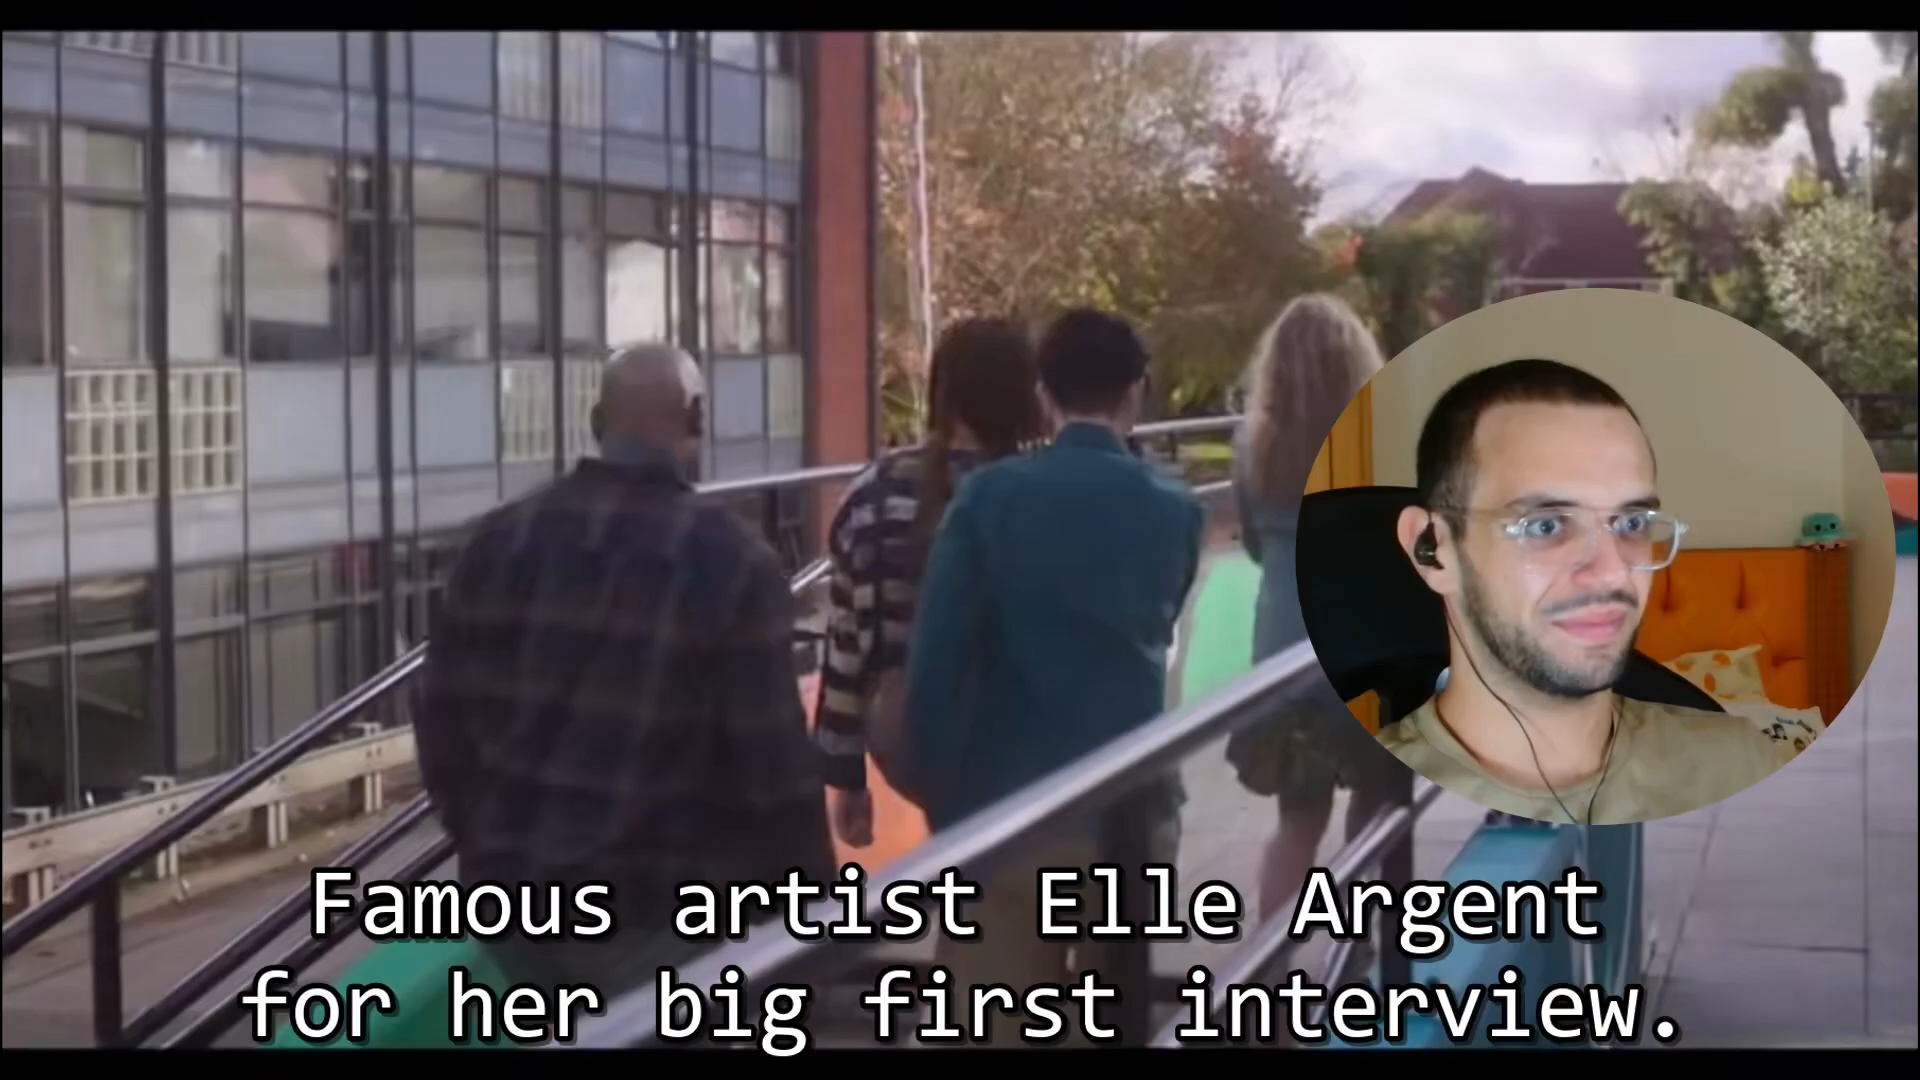 Famous artist Elle Argent
for her big first interview.